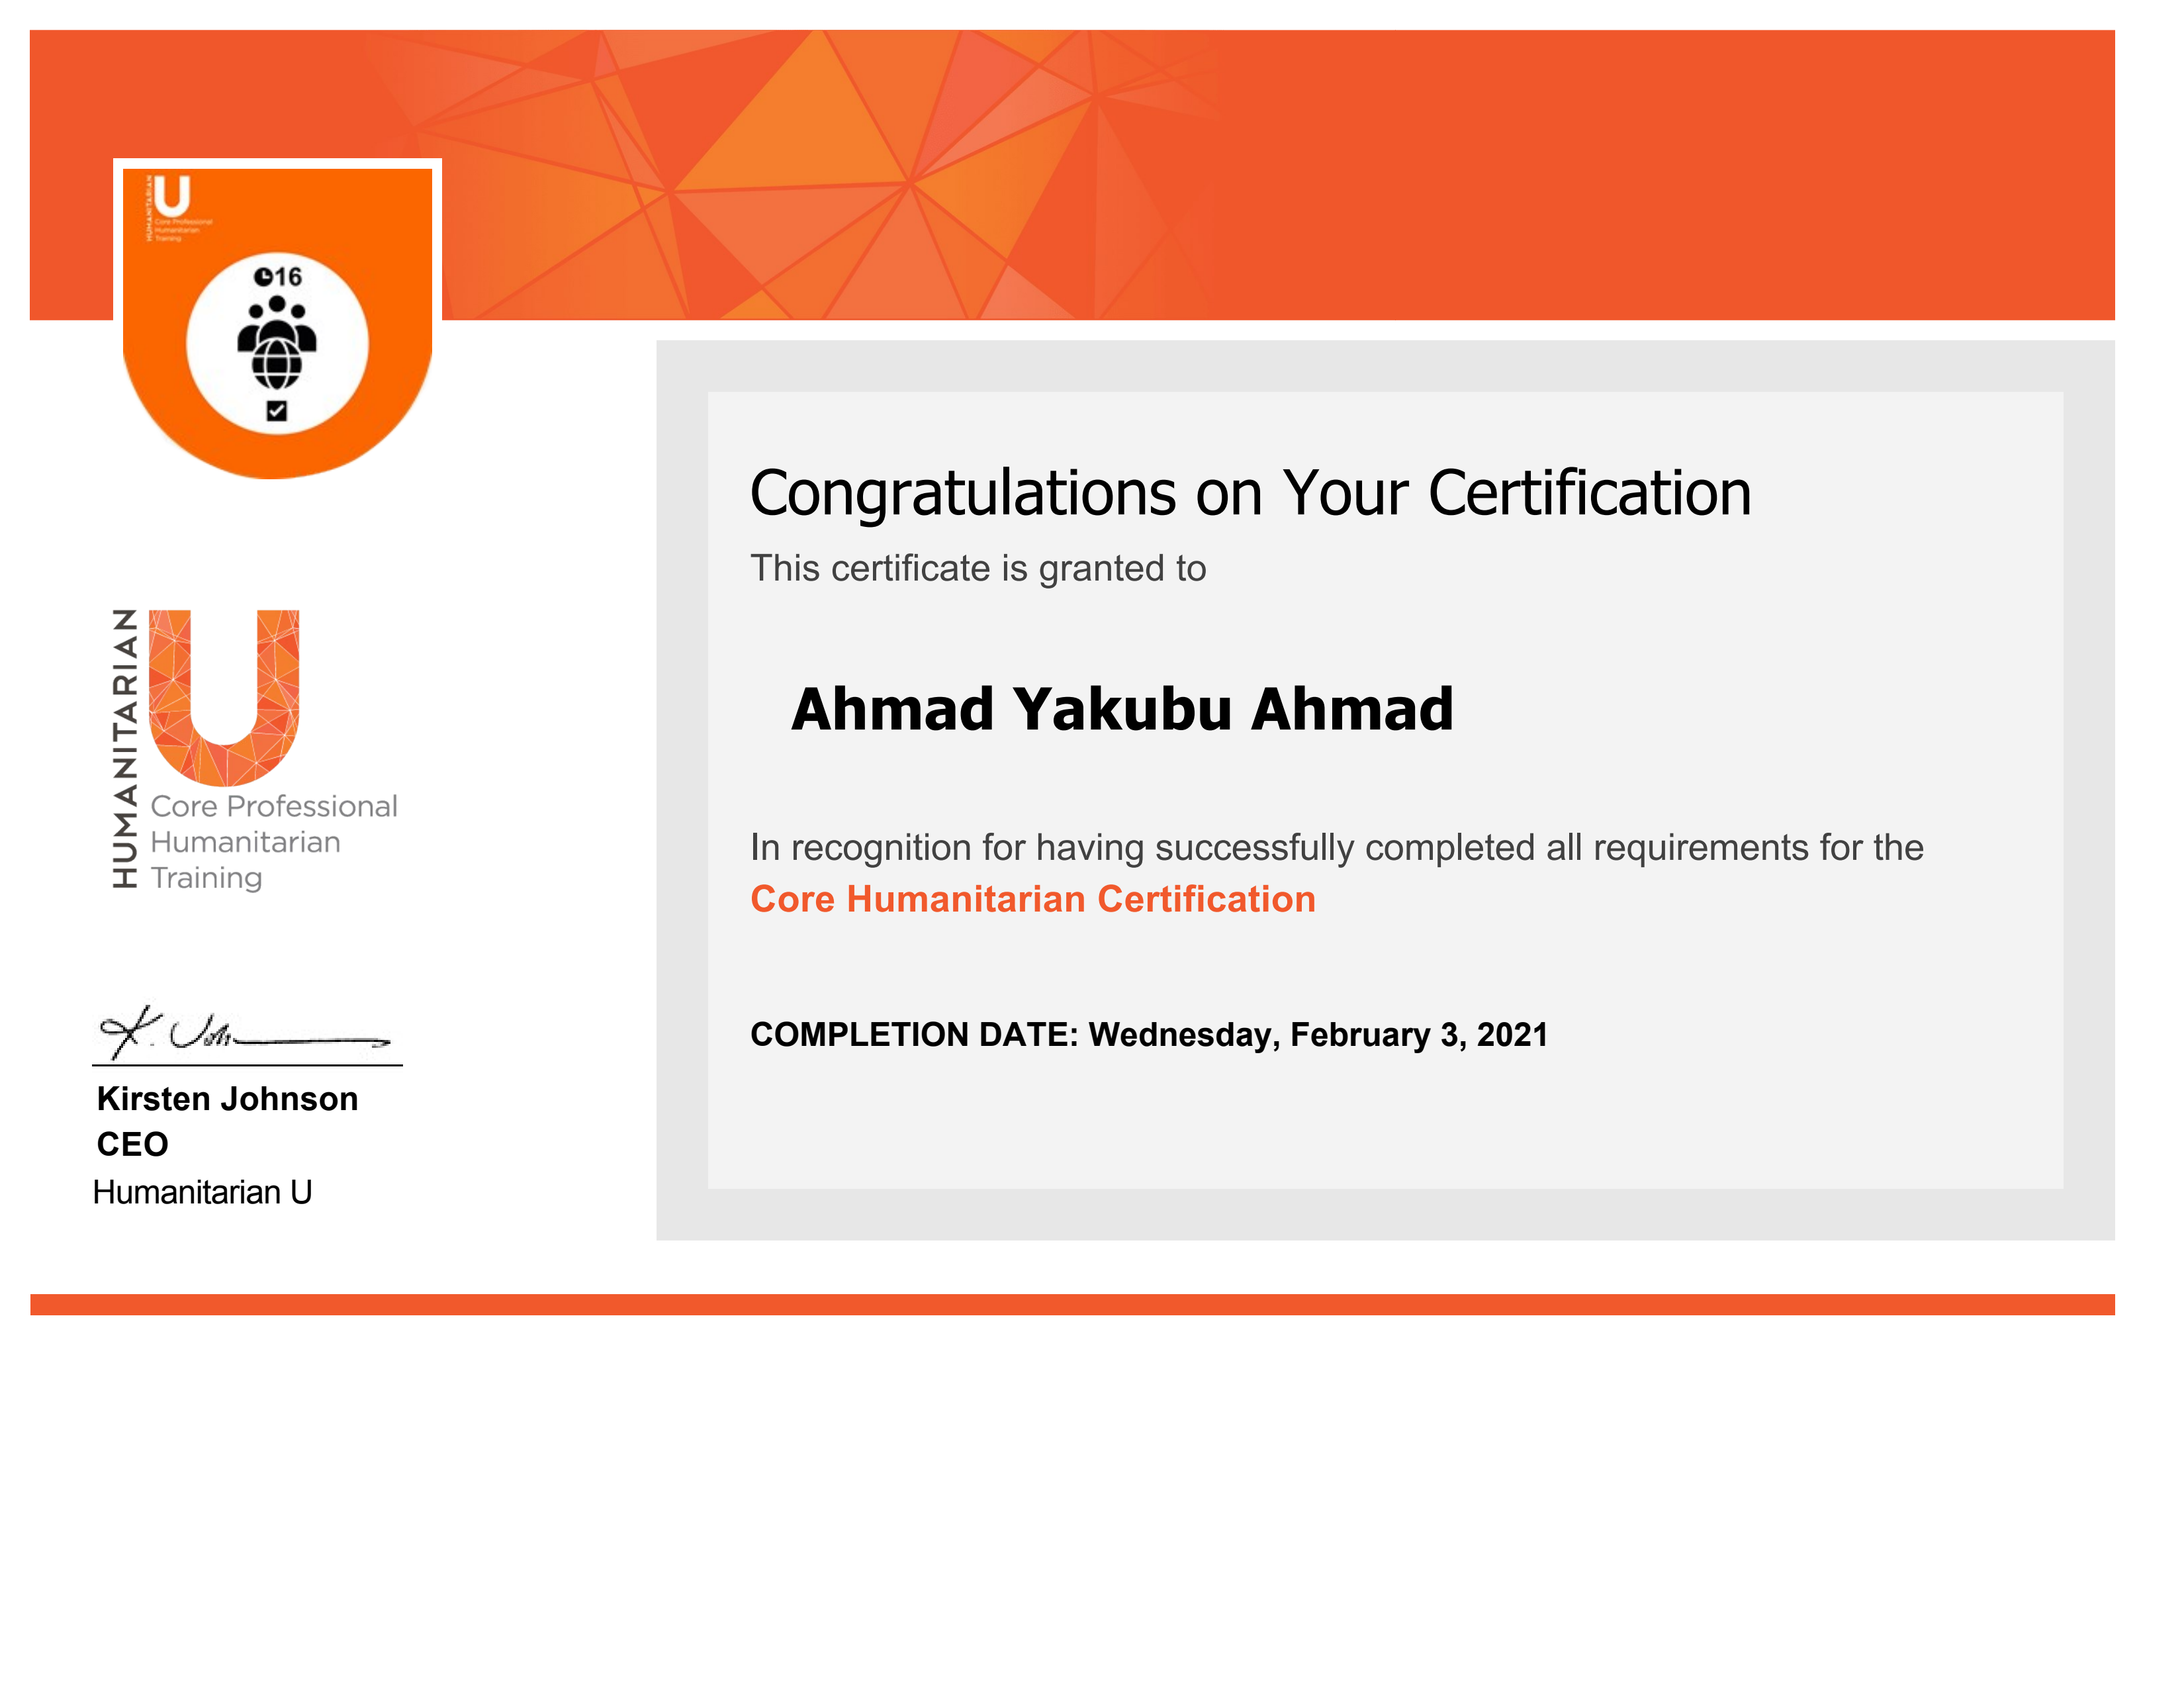 HUMANITARIAN
U
Core Professional
Humanitarian
Training
16
Congratulations on Your Certification
This certificate is granted to
Ahmad Yakubu Ahmad
In recognition for having successfully completed all requirements for the
Core Humanitarian Certification
COMPLETION DATE: Wednesday, February 3, 2021
HUMANITARIAN
U
Core Professional
Humanitarian
Training
Kirsten Johnson
CEO
Humanitarian U